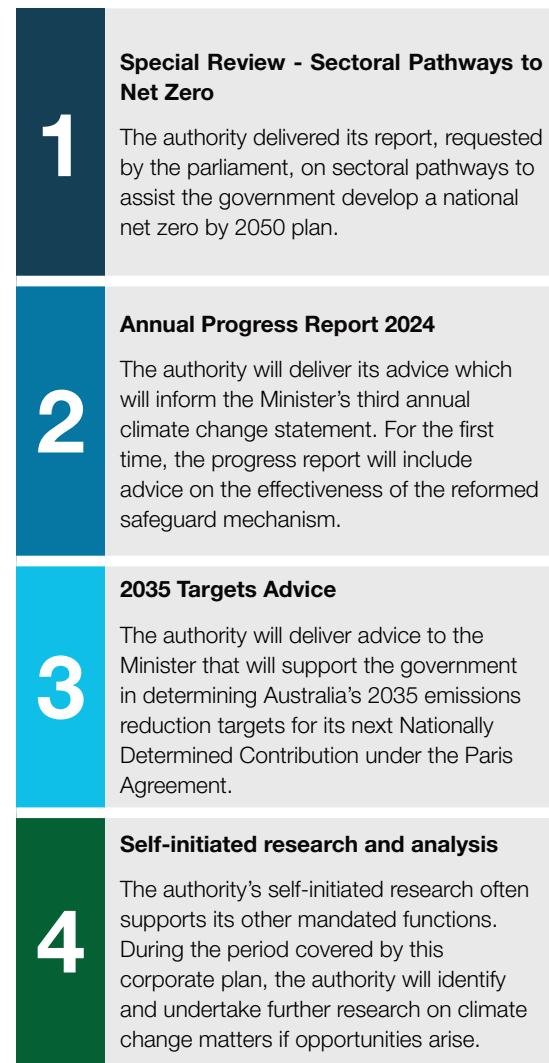 1
Special Review - Sectoral Pathways to
Net Zero
The authority delivered its report, requested
by the parliament, on sectoral pathways to
assist the government develop a national
net zero by 2050 plan.
2
Annual Progress Report 2024
The authority will deliver its advice which
will inform the Minister’s third annual
climate change statement. For the first
time, the progress report will include
advice on the effectiveness of the reformed
safeguard mechanism.
3
2035 Targets Advice
The authority will deliver advice to the
Minister that will support the government
in determining Australia’s 2035 emissions
reduction targets for its next Nationally
Determined Contribution under the Paris
Agreement.
4
Self-initiated research and analysis
The authority’s self-initiated research often
supports its other mandated functions.
During the period covered by this
corporate plan, the authority will identify
and undertake further research on climate
change matters if opportunities arise.